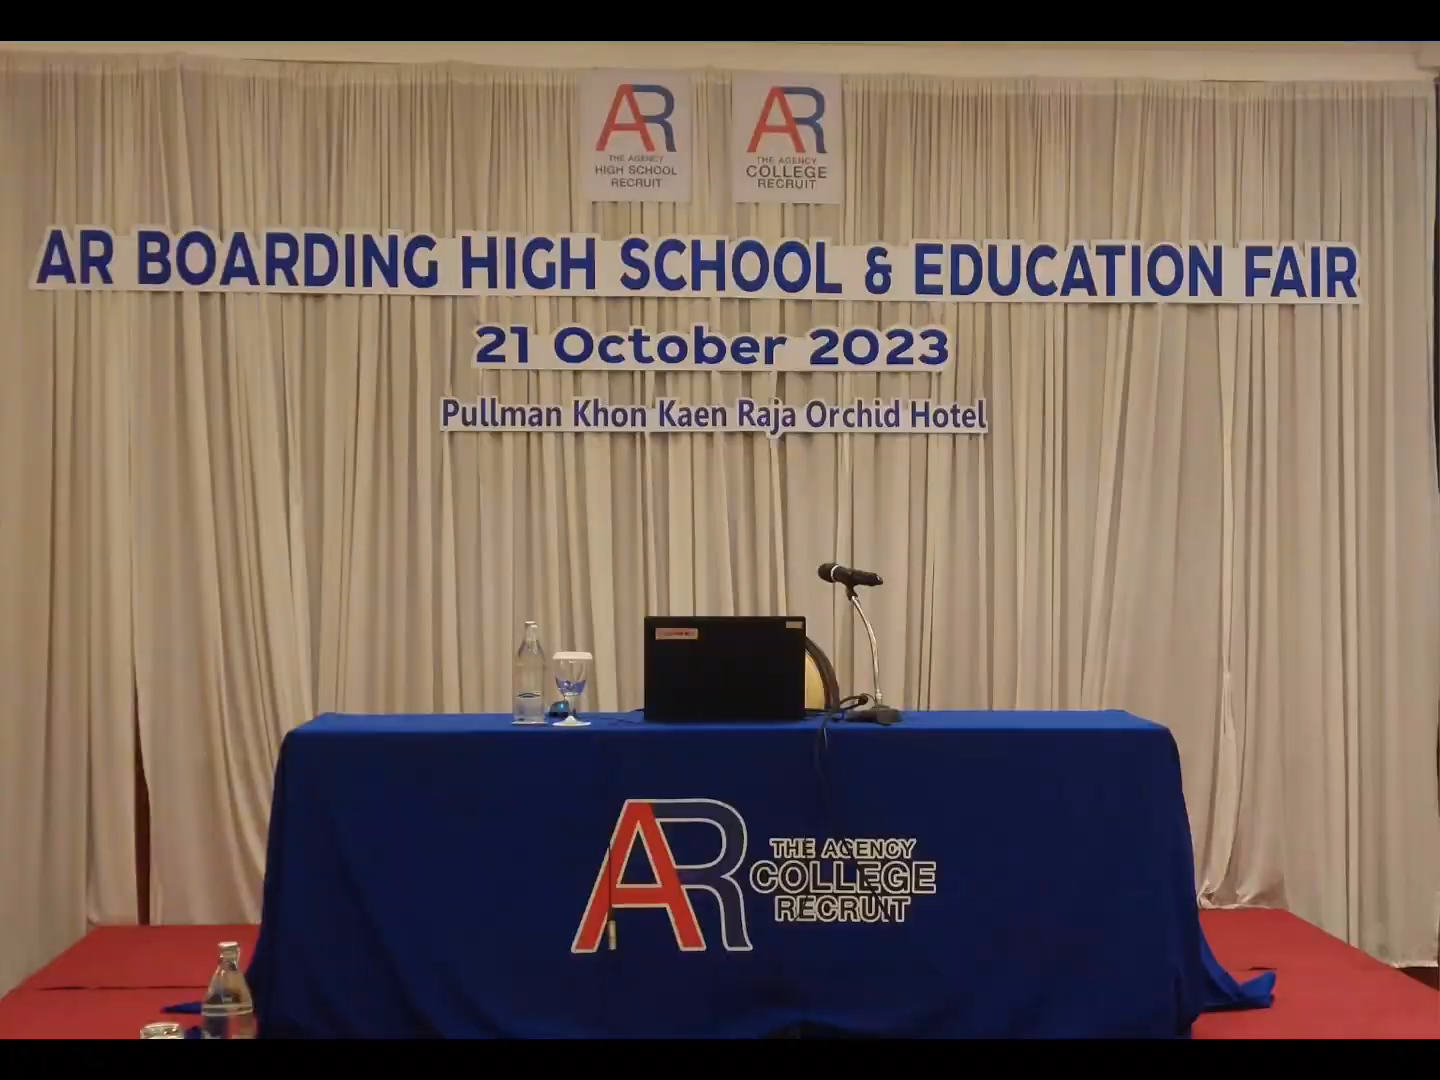 AR
THE AGENCY
HIGH SCHOOL
RECRUIT
AR
THE AGENCY
COLLEGE
RECRUIT
AR BOARDING HIGH SCHOOL & EDUCATION FAIR
21 October 2023
Pullman Khon Kaen Raja Orchid Hotel
AR
THE AGENCY
COLLEGE
RECRUIT